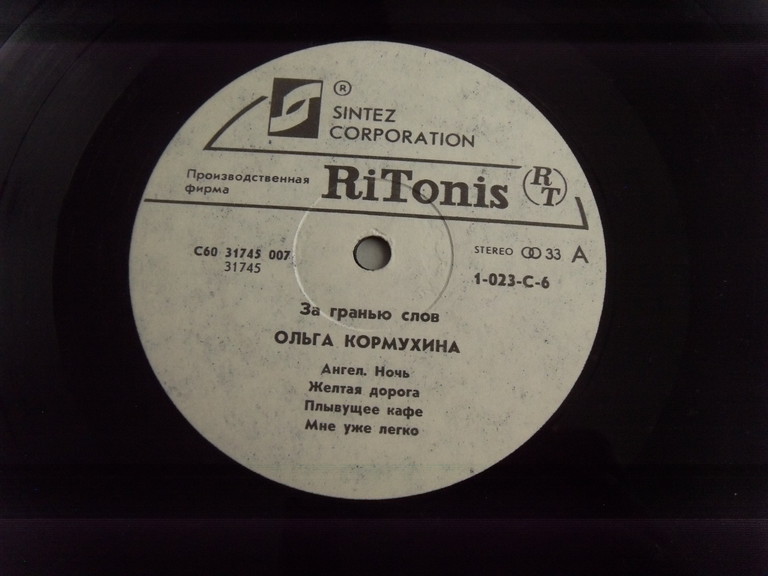 ®
SINTEZ
CORPORATION
Производственная
фирма
RiTonis
RT
С60 31745 007
31745
STEREO 33 A
1-023-С-6
За гранью слов
ОЛЬГА КОРМУХИНА
Ангел. Ночь
Желтая дорога
Плывущее кафе
Мне уже легко